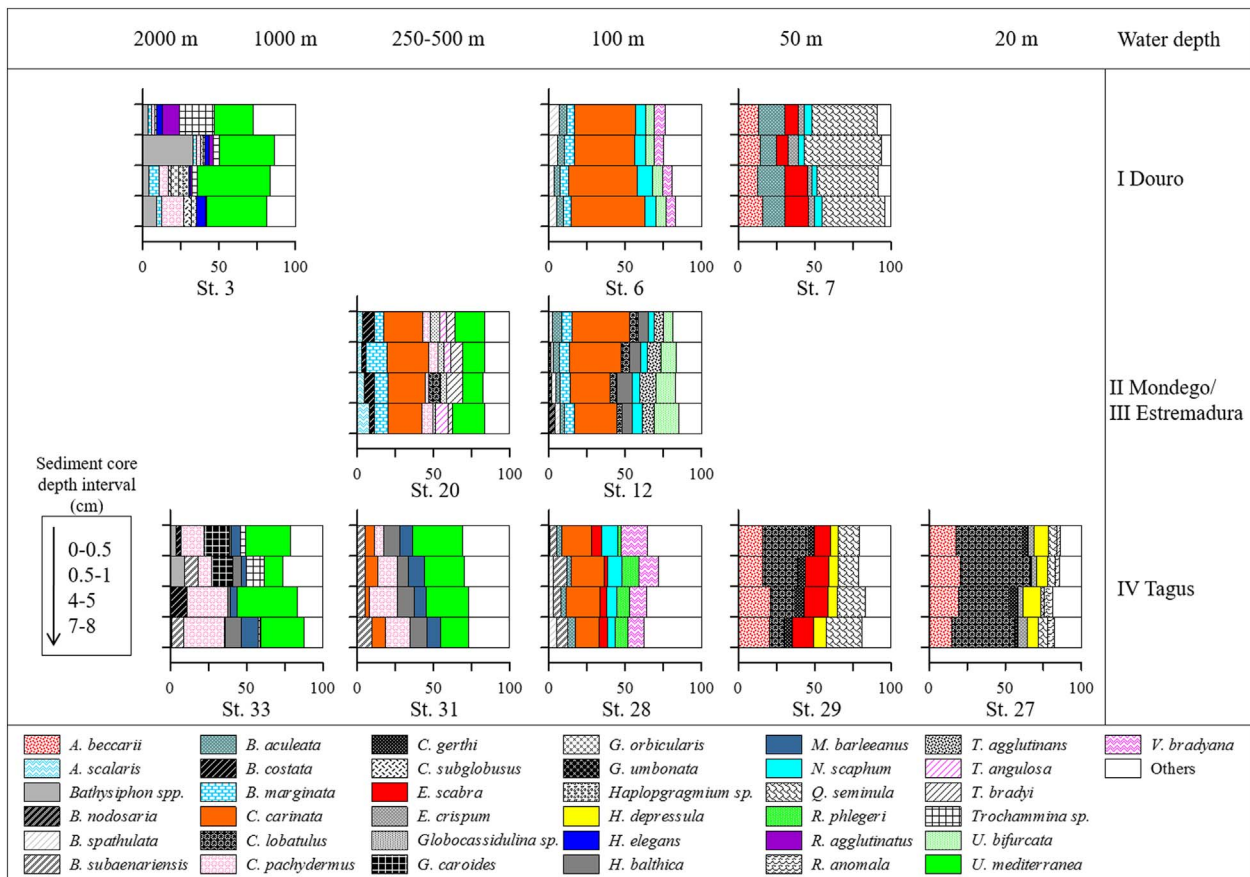 2000 m 1000 m 250-500 m 100 m 50 m 20 m Water depth
I Douro
0 50 100 0 50 100 0 50 100
St. 3 St. 6 St. 7
II Mondego/
III Estremadura
0 50 100 0 50 100
St. 20 St. 12
Sediment core
depth interval
(cm)
0-0.5
0.5-1
4-5
7-8
IV Tagus
0 50 100 0 50 100 0 50 100 0 50 100 0 50 100
St. 33 St. 31 St. 28 St. 29 St. 27
A. beccarii B. aculeata C. gerthi G. orbicularis M. barleeanus T. agglutinans V. bradyana
A. scalaris B. costata C. subglobusus G. umbonata N. scaphum T. angulosa Others
Bathysiphon spp. B. marginata E. scabra Haplopgragmium sp. Q. seminula T. bradyi
B. nodosaria C. carinata E. crispum H. depressula R. phlegeri Trochammina sp.
B. spathulata C. lobatulus Globocassidulina sp. H. elegans R. agglutinatus U. bifurcata
B. subaenariensis C. pachydermus G. caroides H. balthica R. anomala U. mediterranea